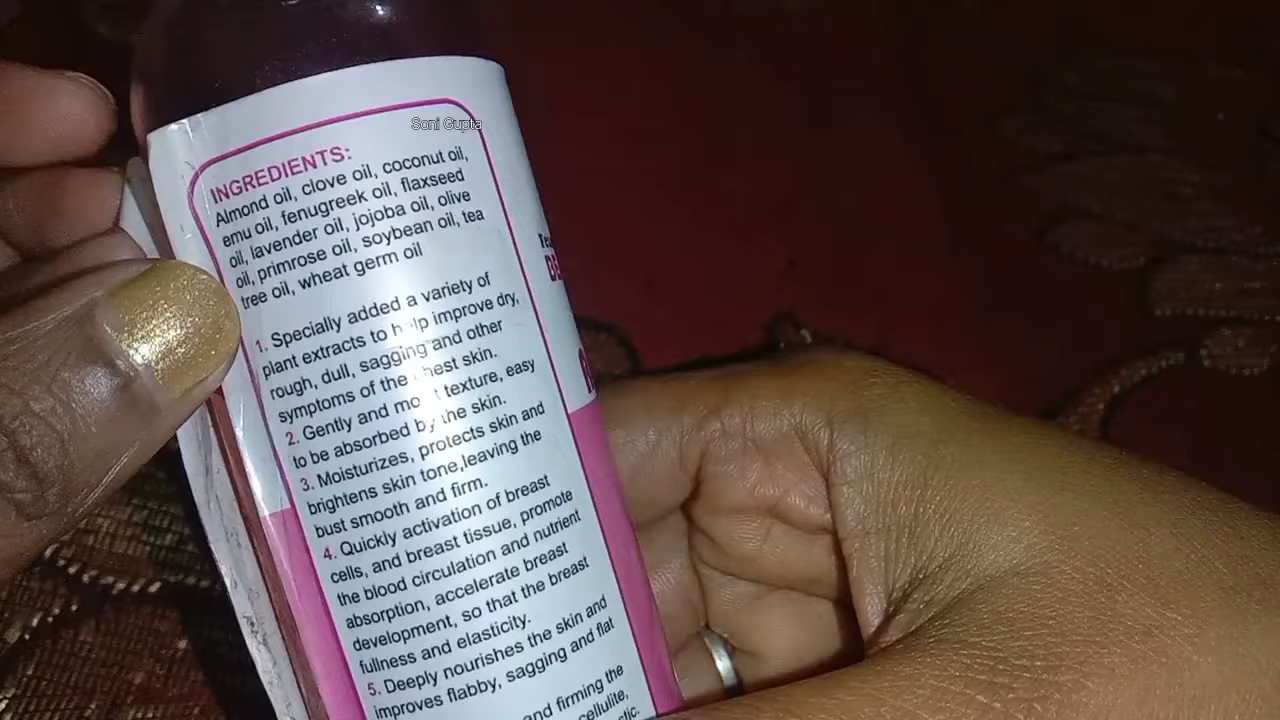 Soni Gupta
INGREDIENTS:
Almond oil, clove oil, coconut oil,
emu oil, fenugreek oil, flaxseed
oil, lavender oil, jojoba oil, olive
oil, primrose oil, soybean oil, tea
tree oil, wheat germ oil
1. Specially added a variety of
plant extracts to help improve dry,
rough, dull, sagging and other
symptoms of the chest skin.
2. Gently and moist texture, easy
to be absorbed by the skin.
3. Moisturizes, protects skin and
brightens skin tone,leaving the
bust smooth and firm.
4. Quickly activation of breast
cells, and breast tissue, promote
the blood circulation and nutrient
absorption, accelerate breast
development, so that the breast
fullness and elasticity.
5. Deeply nourishes the skin and
improves flabby, sagging and flat
and firming the
cellulite,